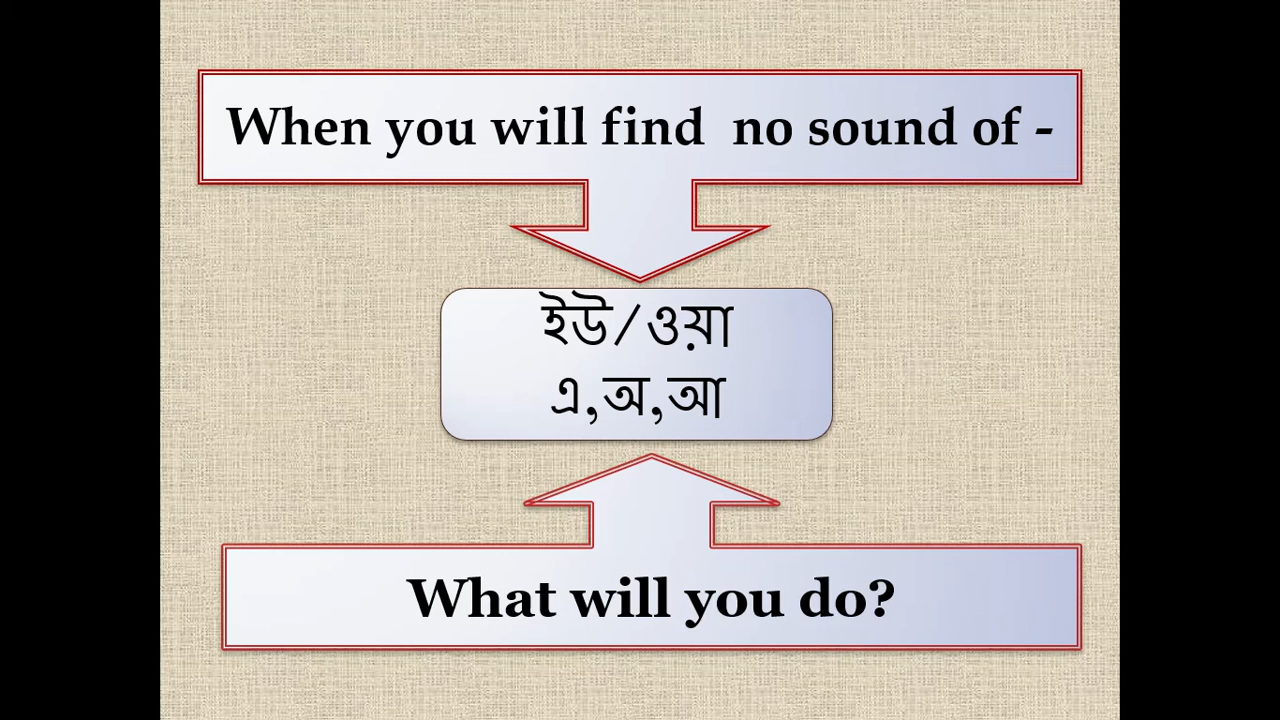 When you will find no sound of -
ইউ/ওয়া
এ,অ,আ
What will you do?